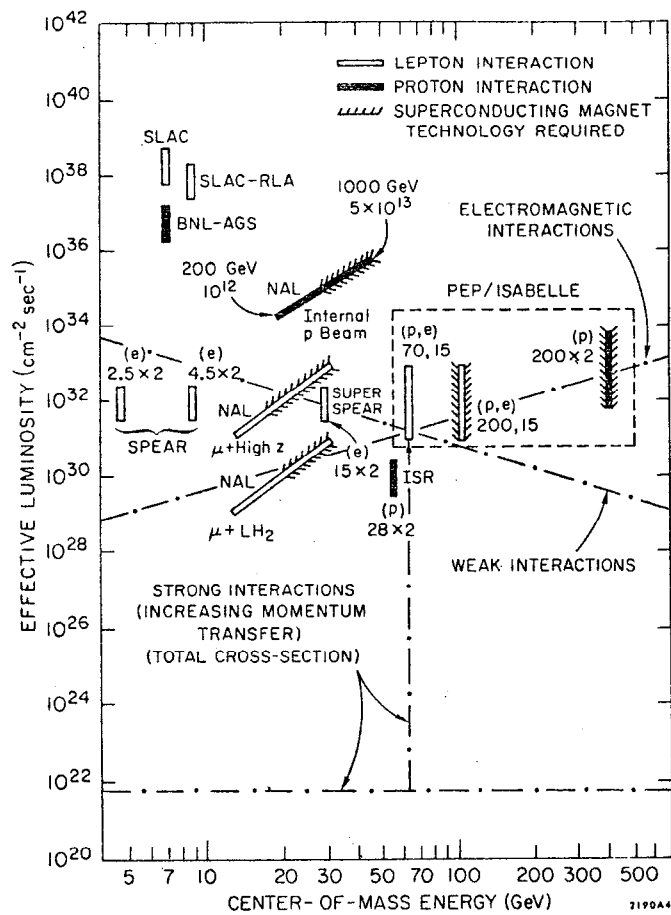 10^42
10^40
10^38
10^36
10^34
10^32
10^30
10^28
10^26
10^24
10^22
10^20
EFFECTIVE LUMINOSITY (cm⁻² sec⁻¹)
LEPTON INTERACTION
PROTON INTERACTION
SUPERCONDUCTING MAGNET
TECHNOLOGY REQUIRED
SLAC
SLAC-RLA
BNL-AGS
1000 GeV
5×10^13
200 GeV
10^12
NAL
Internal
p Beam
ELECTROMAGNETIC
INTERACTIONS
PEP/ISABELLE
(e)
2.5×2
(e)
4.5×2
SPEAR
NAL
μ+High z
SUPER
SPEAR
(e)
15×2
NAL
μ+LH₂
(p,e)
70,15
(p,e)
200,15
(p)
200×2
ISR
(p)
28×2
WEAK INTERACTIONS
STRONG INTERACTIONS
(INCREASING MOMENTUM
TRANSFER)
(TOTAL CROSS-SECTION)
5 7 10 20 30 50 70 100 200 300 500
CENTER-OF-MASS ENERGY (GeV)